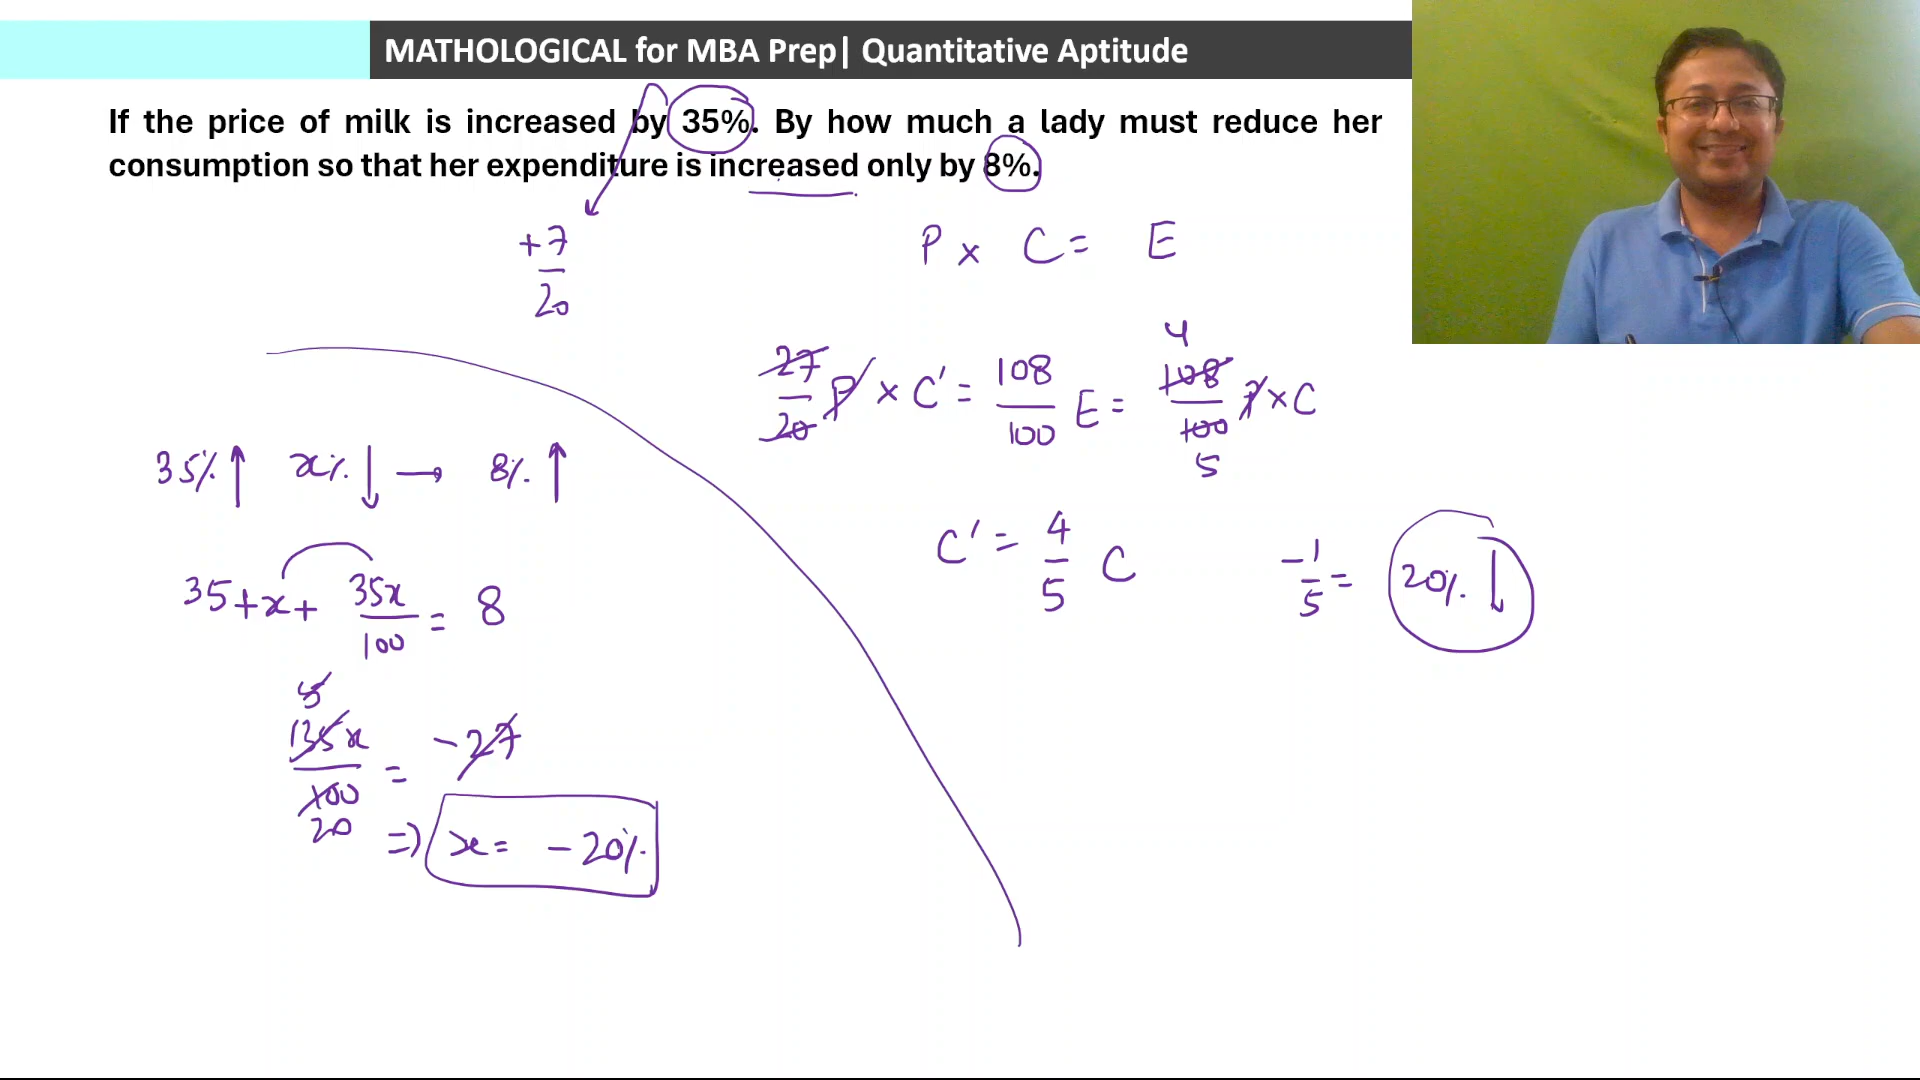 MATHOLOGICAL for MBA Prep| Quantitative Aptitude
If the price of milk is increased by 35%. By how much a lady must reduce her
consumption so that her expenditure is increased only by 8%.
+7/20
P × C = E
27/20 P × C' = 108/100 E = 108/100 P × C
4
5
C' = 4/5 C
-1/5 = 20% ↓
35% ↑ x% ↓ → 8% ↑
35 + x + 35x/100 = 8
5
135x/100 = -27
20
⇒ x = -20%